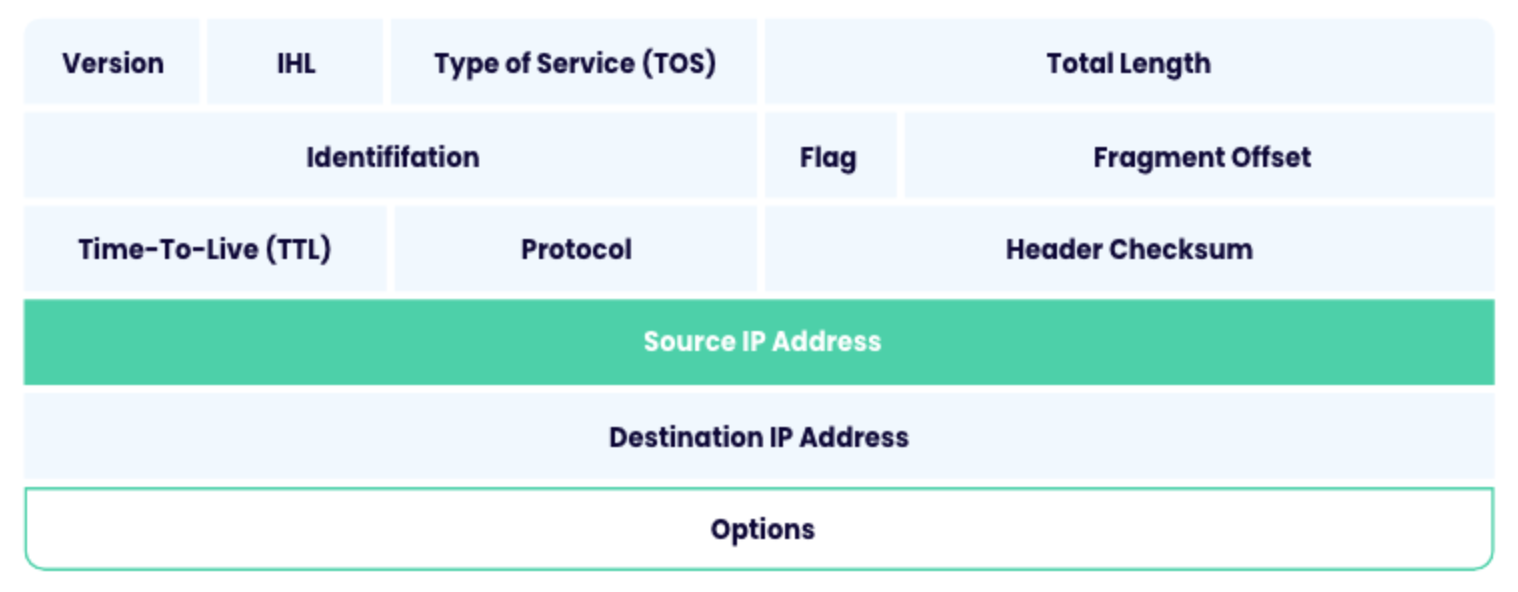 Version IHL Type of Service (TOS) Total Length
Identififation Flag Fragment Offset
Time-To-Live (TTL) Protocol Header Checksum
Source IP Address
Destination IP Address
Options